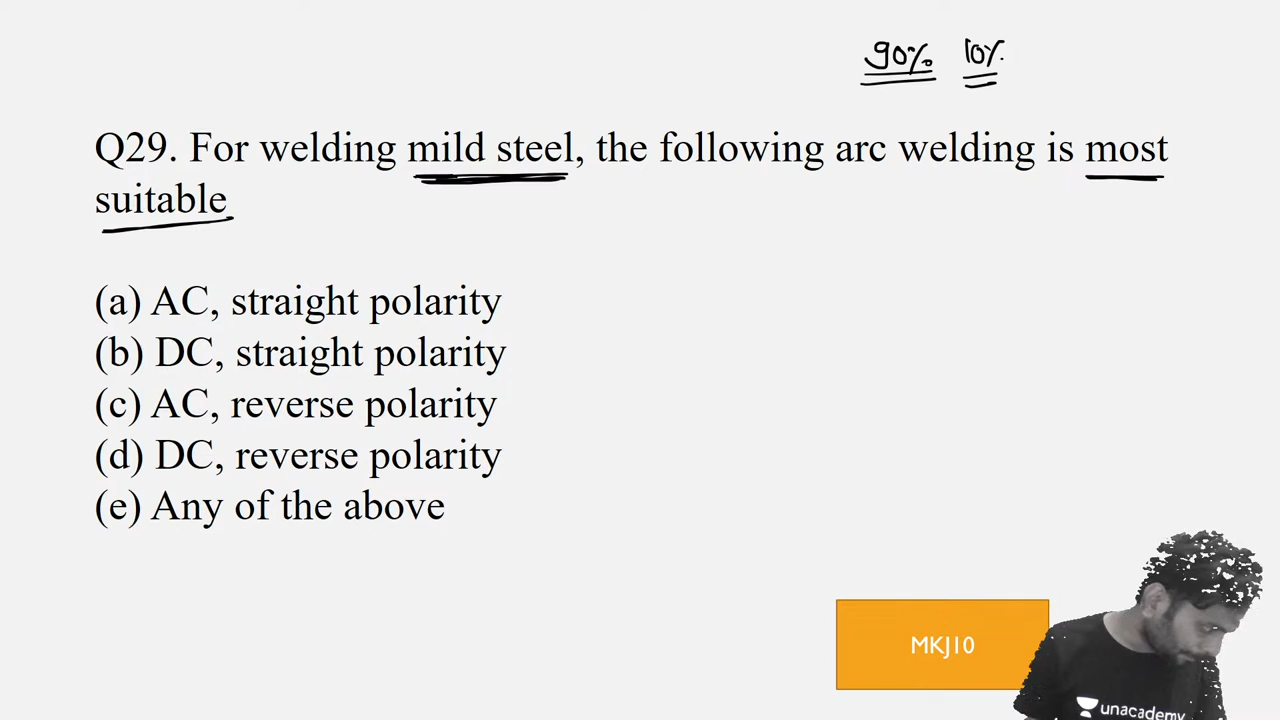 90% 10%.
Q29. For welding mild steel, the following arc welding is most
suitable
(a) AC, straight polarity
(b) DC, straight polarity
(c) AC, reverse polarity
(d) DC, reverse polarity
(e) Any of the above
MKJ10
unacademy